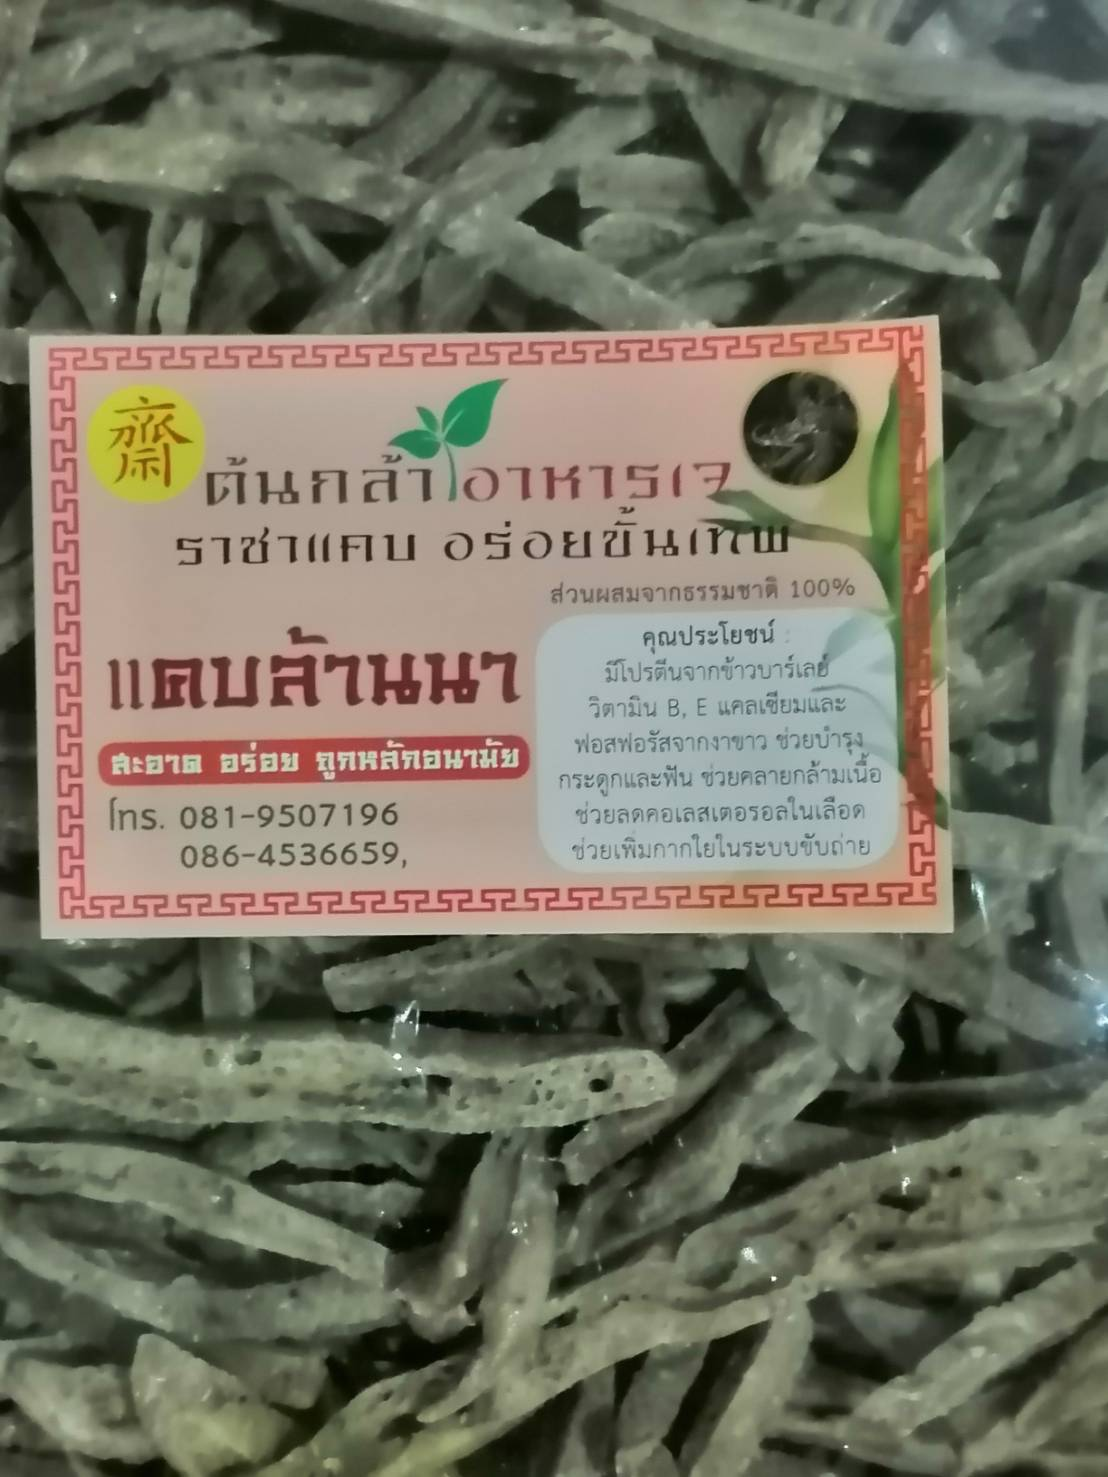 齋
ต้นกล้าอาหารเจ
ราชาแคบ อร่อยขั้นเทพ
ส่วนผสมจากธรรมชาติ 100%
แคบล้านนา
สะอาด อร่อย ถูกหลักอนามัย
โทร. 081-9507196
086-4536659,
คุณประโยชน์ :
มีโปรตีนจากข้าวบาร์เลย์
วิตามิน B, E แคลเซียมและ
ฟอสฟอรัสจากงาขาว ช่วยบำรุง
กระดูกและฟัน ช่วยคลายกล้ามเนื้อ
ช่วยลดคอเลสเตอรอลในเลือด
ช่วยเพิ่มกากใยในระบบขับถ่าย